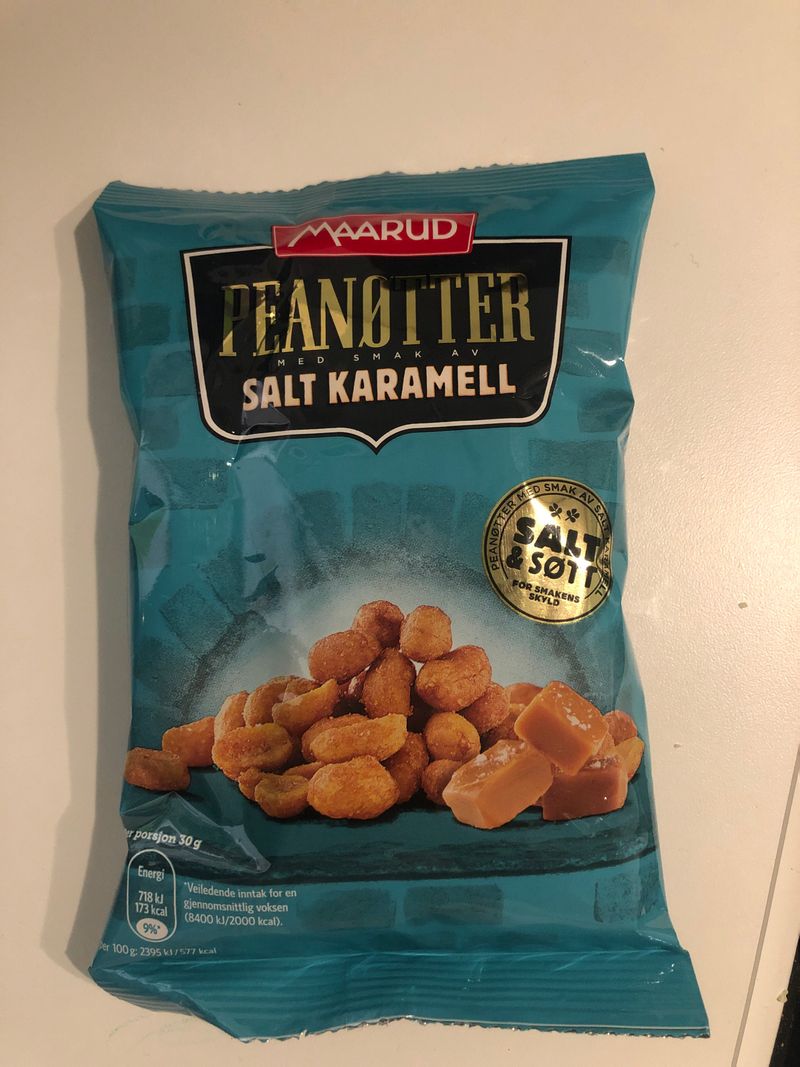 MAARUD
PEANØTTER
MED SMAK AV
SALT KARAMELL
PEANØTTER MED SMAK AV SALT KARAMELL
SALT
& SØTT
FOR SMAKENS
SKYLD
porsjon 30 g
Energi
718 kJ
173 kcal
9%*
*Veiledende inntak for en
gjennomsnittlig voksen
(8400 kJ/2000 kcal).
100 g: 2395 kJ / 577 kcal